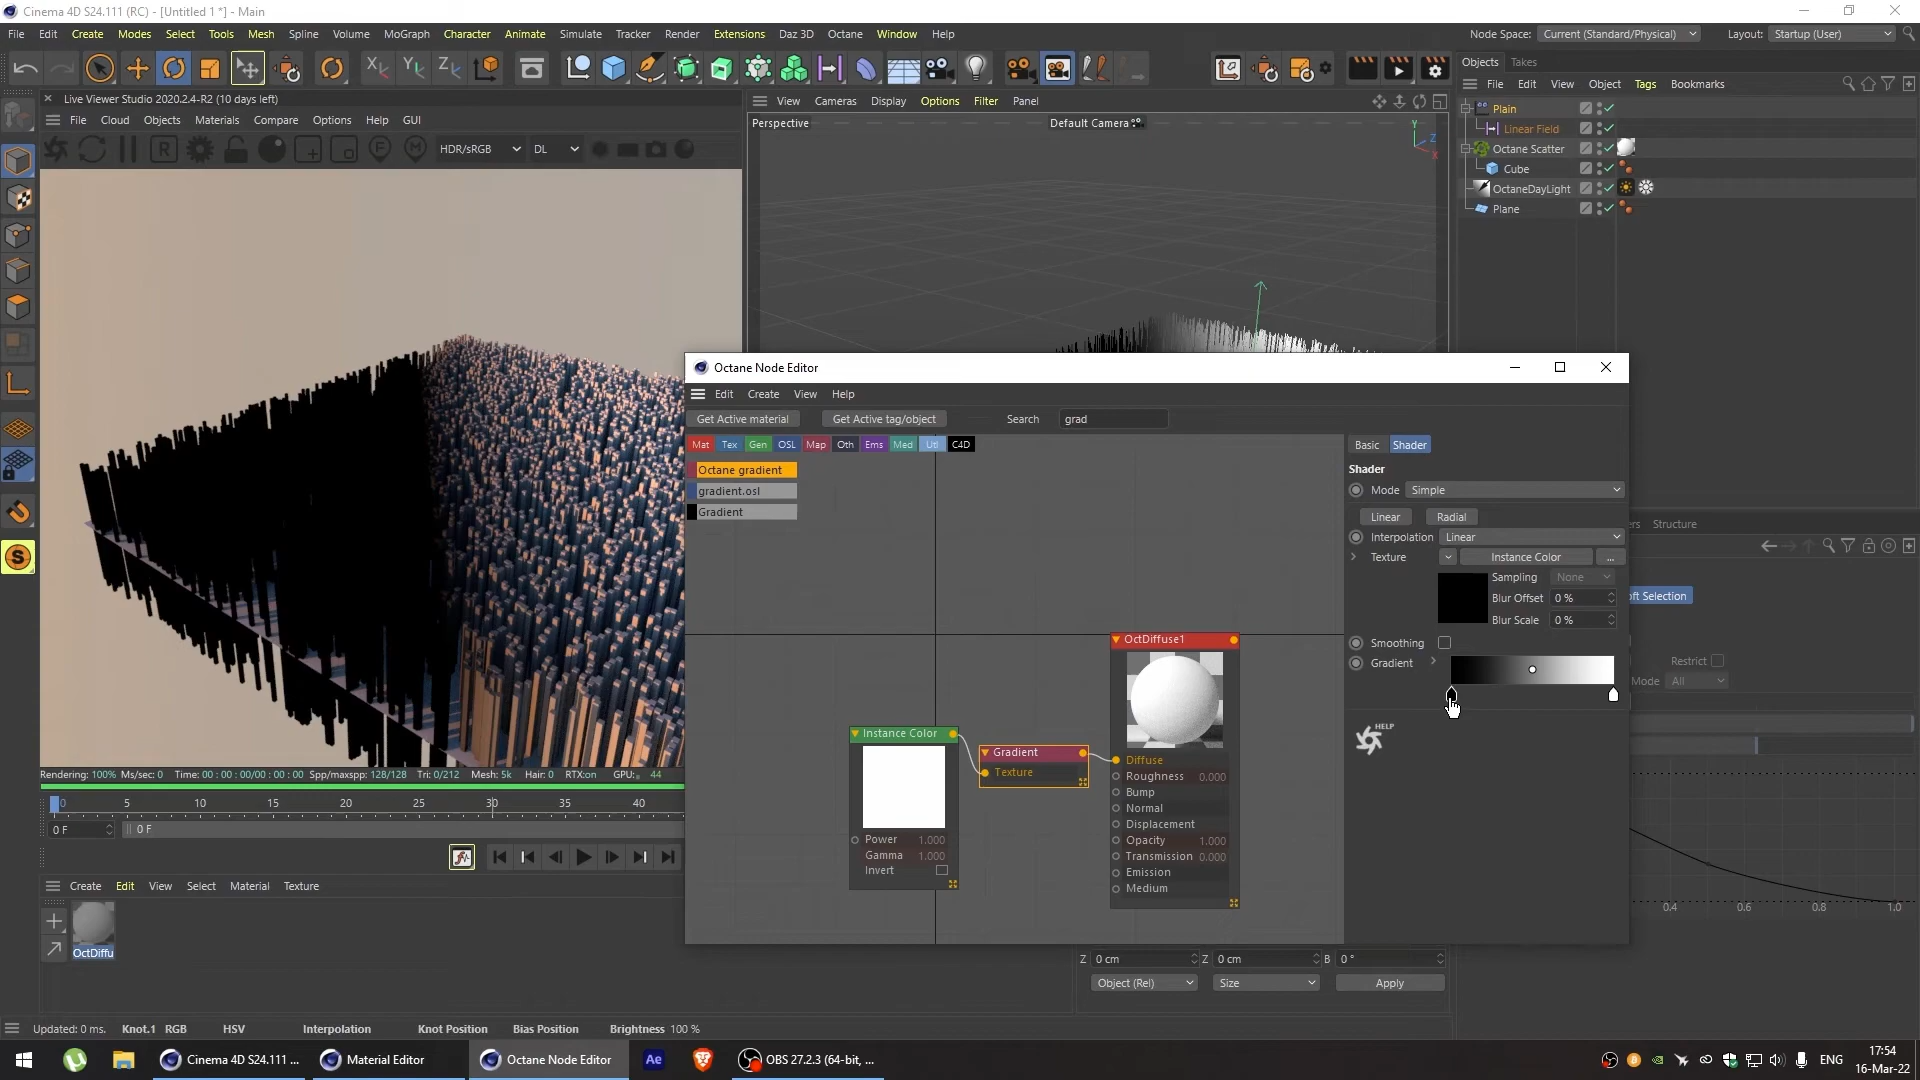 Cinema 4D S24.111 (RC) - [Untitled 1 *] - Main
File Edit Create Modes Select Tools Mesh Spline Volume MoGraph Character Animate Simulate Tracker Render Extensions Daz 3D Octane Window Help
Node Space: Current (Standard/Physical) Layout: Startup (User)
Objects Takes
File Edit View Object Tags Bookmarks
Live Viewer Studio 2020.2.4-R2 (10 days left)
File Cloud Objects Materials Compare Options Help GUI
HDR/sRGB DL
View Cameras Display Options Filter Panel
Perspective
Default Camera
Y
Z
X
Plain
Linear Field
Octane Scatter
Cube
OctaneDayLight
Plane
Octane Node Editor
Edit Create View Help
Get Active material Get Active tag/object Search grad
Mat Tex Gen OSL Map Oth Ems Med Utl C4D
Octane gradient
gradient.osl
Gradient
Basic Shader
Shader
Mode Simple
Linear Radial
Interpolation Linear
Texture Instance Color ...
Sampling None
Blur Offset 0 %
Blur Scale 0 %
Smoothing
Gradient
HELP
Structure
oft Selection
Restrict
Mode All
0.4 0.6 0.8 1.0
Instance Color
Power 1.000
Gamma 1.000
Invert
Gradient
Texture
OctDiffuse1
Diffuse
Roughness 0.000
Bump
Normal
Displacement
Opacity 1.000
Transmission 0.000
Emission
Medium
Rendering: 100% Ms/sec: 0 Time: 00 : 00 : 00/00 : 00 : 00 Spp/maxspp: 128/128 Tri: 0/212 Mesh: 5k Hair: 0 RTX:on GPU: 44
0 5 10 15 20 25 30 35 40
0 F 0 F
Create Edit View Select Material Texture
OctDiffu
Z 0 cm Z 0 cm B 0 °
Object (Rel) Size Apply
Updated: 0 ms. Knot.1 RGB HSV Interpolation Knot Position Bias Position Brightness 100 %
Cinema 4D S24.111 ... Material Editor Octane Node Editor Ae OBS 27.2.3 (64-bit, ...
ENG
17:54
16-Mar-22